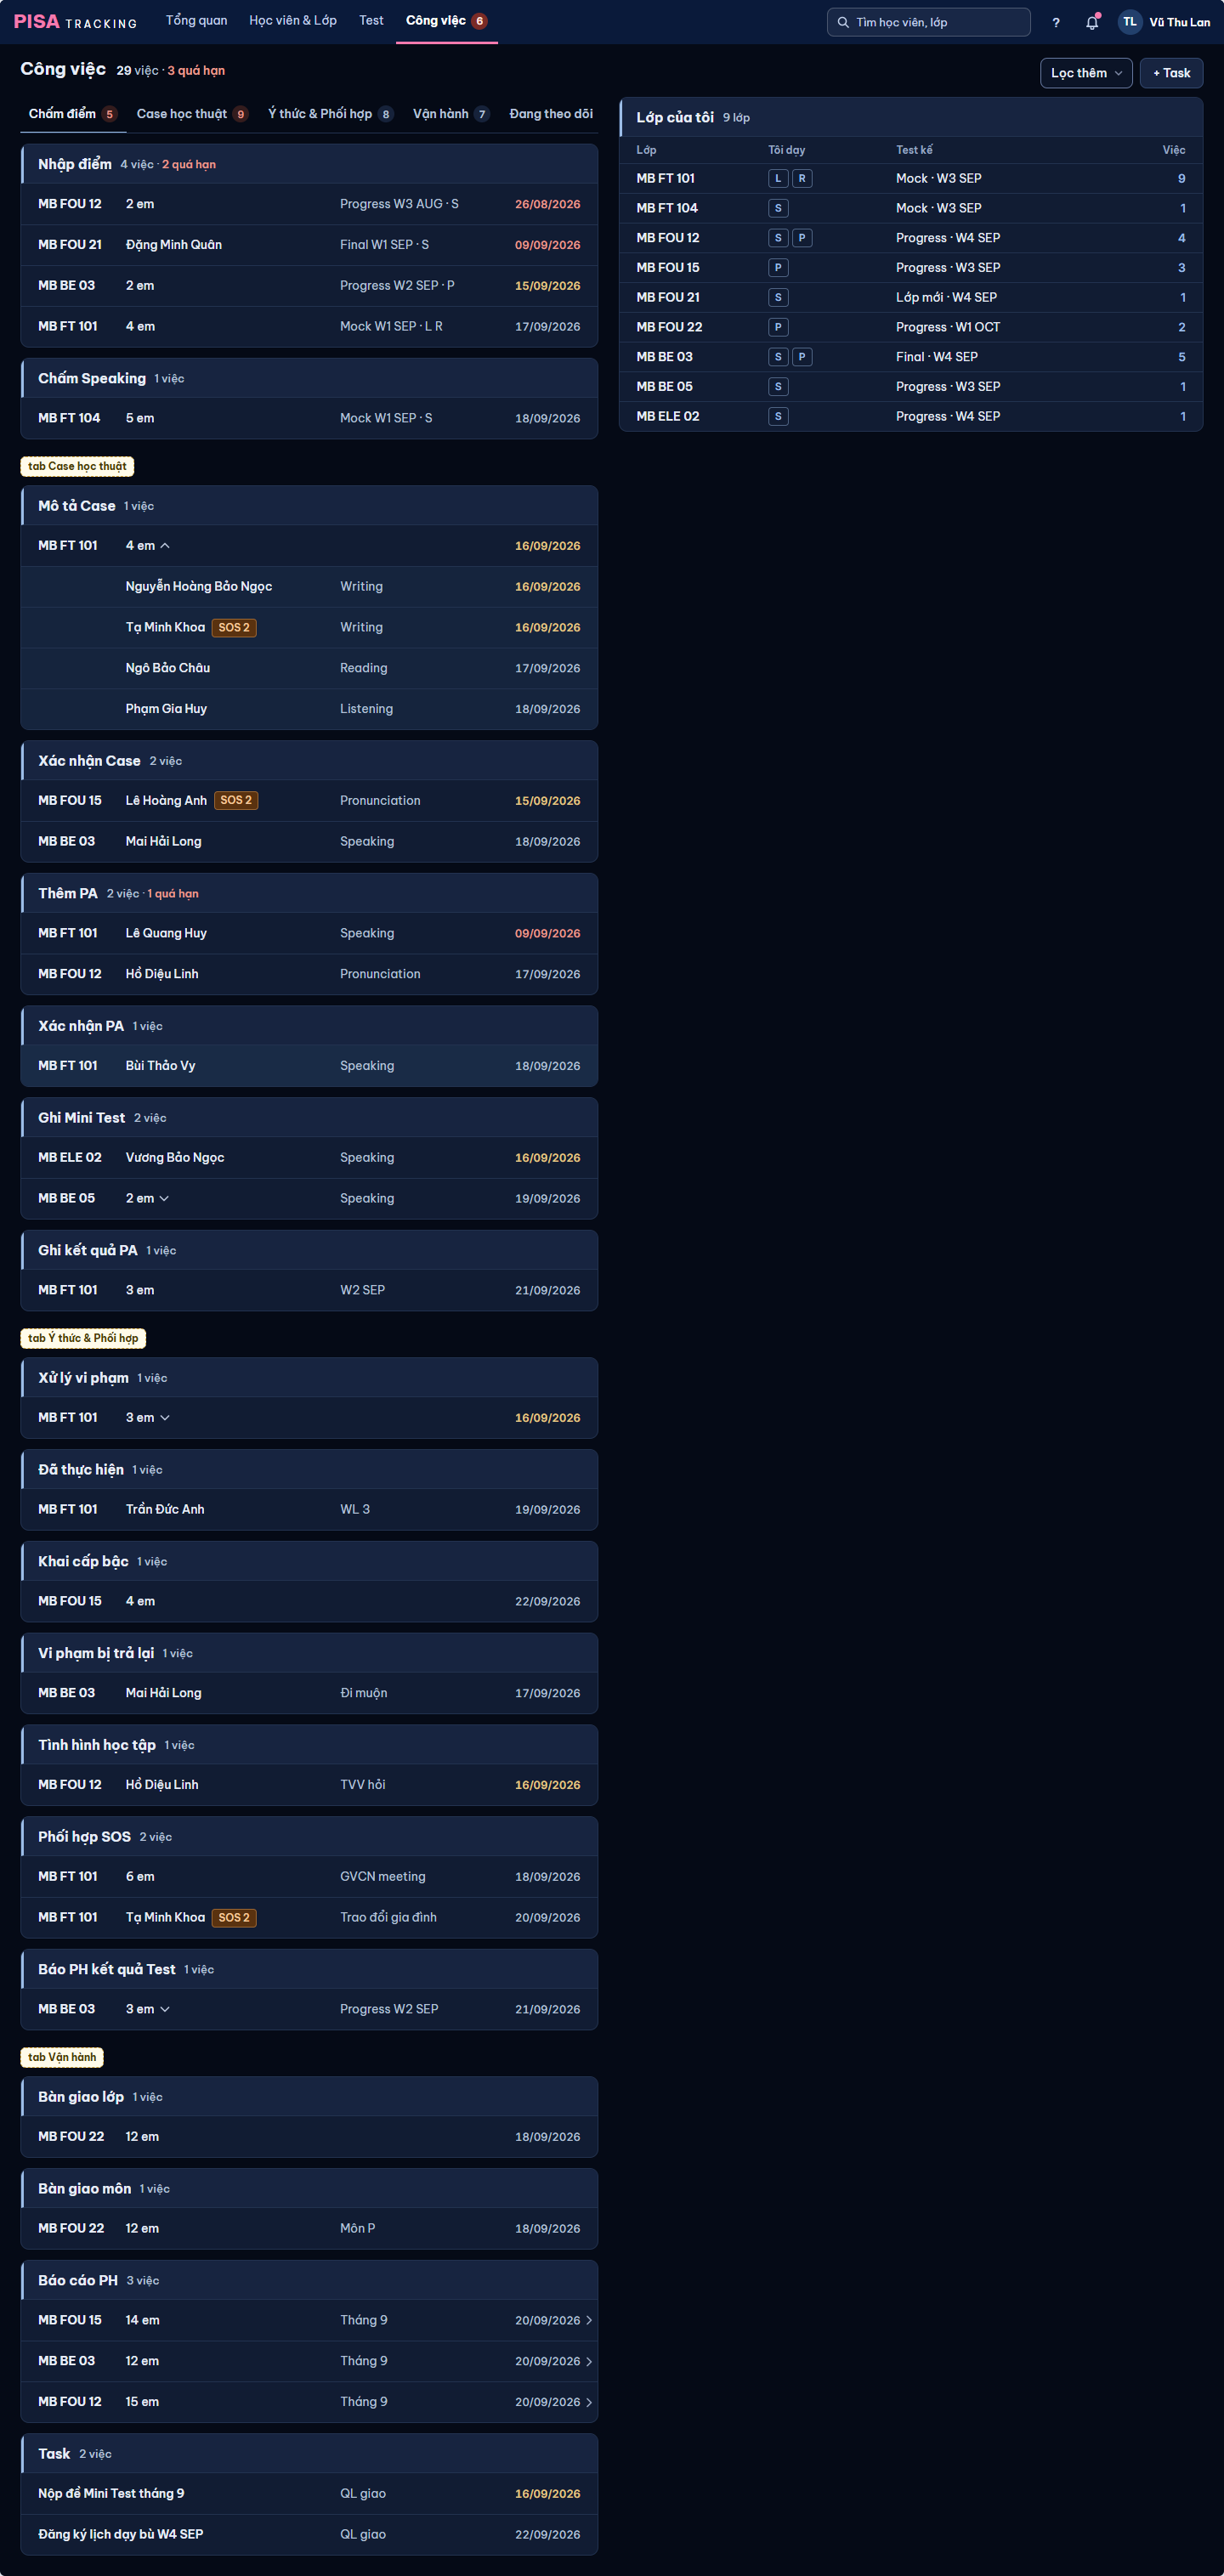 PISA TRACKING Tổng quan Học viên & Lớp Test Công việc 6 Tìm học viên, lớp ? TL Vũ Thu Lan
Công việc 29 việc · 3 quá hạn Lọc thêm + Task
Chấm điểm 5 Case học thuật 9 Ý thức & Phối hợp 8 Vận hành 7 Đang theo dõi
Nhập điểm 4 việc · 2 quá hạn
MB FOU 12 2 em Progress W3 AUG · S 26/08/2026
MB FOU 21 Đặng Minh Quân Final W1 SEP · S 09/09/2026
MB BE 03 2 em Progress W2 SEP · P 15/09/2026
MB FT 101 4 em Mock W1 SEP · L R 17/09/2026
Chấm Speaking 1 việc
MB FT 104 5 em Mock W1 SEP · S 18/09/2026
tab Case học thuật
Mô tả Case 1 việc
MB FT 101 4 em 16/09/2026
Nguyễn Hoàng Bảo Ngọc Writing 16/09/2026
Tạ Minh Khoa SOS 2 Writing 16/09/2026
Ngô Bảo Châu Reading 17/09/2026
Phạm Gia Huy Listening 18/09/2026
Xác nhận Case 2 việc
MB FOU 15 Lê Hoàng Anh SOS 2 Pronunciation 15/09/2026
MB BE 03 Mai Hải Long Speaking 18/09/2026
Thêm PA 2 việc · 1 quá hạn
MB FT 101 Lê Quang Huy Speaking 09/09/2026
MB FOU 12 Hồ Diệu Linh Pronunciation 17/09/2026
Xác nhận PA 1 việc
MB FT 101 Bùi Thảo Vy Speaking 18/09/2026
Ghi Mini Test 2 việc
MB ELE 02 Vương Bảo Ngọc Speaking 16/09/2026
MB BE 05 2 em Speaking 19/09/2026
Ghi kết quả PA 1 việc
MB FT 101 3 em W2 SEP 21/09/2026
tab Ý thức & Phối hợp
Xử lý vi phạm 1 việc
MB FT 101 3 em 16/09/2026
Đã thực hiện 1 việc
MB FT 101 Trần Đức Anh WL 3 19/09/2026
Khai cấp bậc 1 việc
MB FOU 15 4 em 22/09/2026
Vi phạm bị trả lại 1 việc
MB BE 03 Mai Hải Long Đi muộn 17/09/2026
Tình hình học tập 1 việc
MB FOU 12 Hồ Diệu Linh TVV hỏi 16/09/2026
Phối hợp SOS 2 việc
MB FT 101 6 em GVCN meeting 18/09/2026
MB FT 101 Tạ Minh Khoa SOS 2 Trao đổi gia đình 20/09/2026
Báo PH kết quả Test 1 việc
MB BE 03 3 em Progress W2 SEP 21/09/2026
tab Vận hành
Bàn giao lớp 1 việc
MB FOU 22 12 em 18/09/2026
Bàn giao môn 1 việc
MB FOU 22 12 em Môn P 18/09/2026
Báo cáo PH 3 việc
MB FOU 15 14 em Tháng 9 20/09/2026
MB BE 03 12 em Tháng 9 20/09/2026
MB FOU 12 15 em Tháng 9 20/09/2026
Task 2 việc
Nộp đề Mini Test tháng 9 QL giao 16/09/2026
Đăng ký lịch dạy bù W4 SEP QL giao 22/09/2026
Lớp của tôi 9 lớp
Lớp Tôi dạy Test kế Việc
MB FT 101 L R Mock · W3 SEP 9
MB FT 104 S Mock · W3 SEP 1
MB FOU 12 S P Progress · W4 SEP 4
MB FOU 15 P Progress · W3 SEP 3
MB FOU 21 S Lớp mới · W4 SEP 1
MB FOU 22 P Progress · W1 OCT 2
MB BE 03 S P Final · W4 SEP 5
MB BE 05 S Progress · W3 SEP 1
MB ELE 02 S Progress · W4 SEP 1